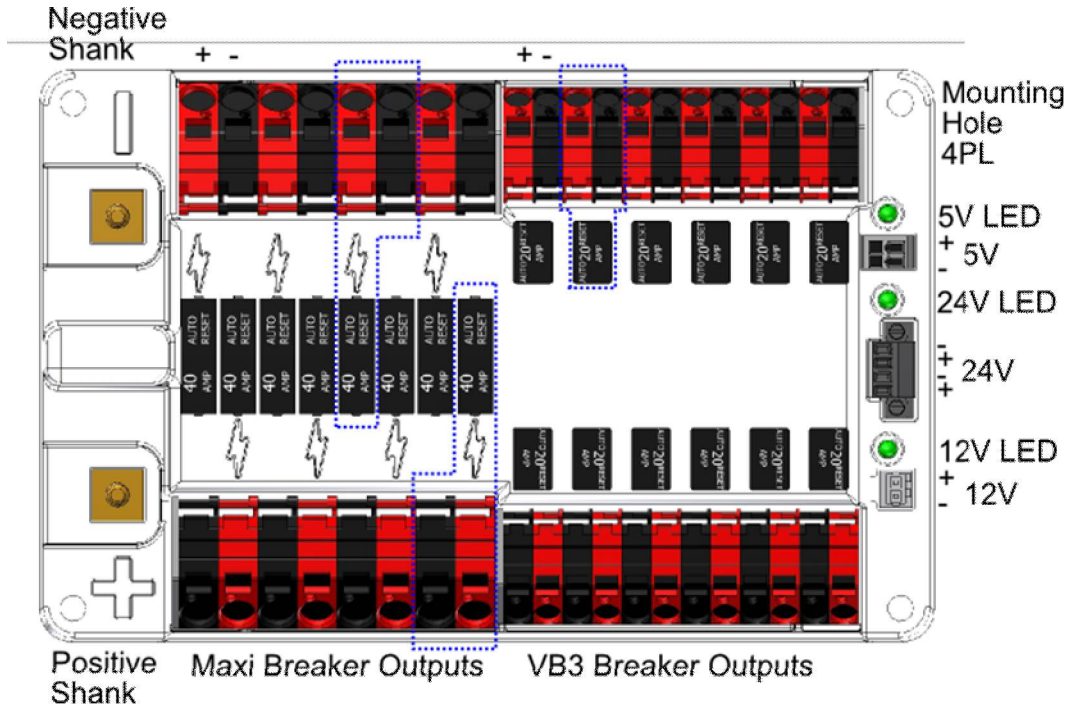 Negative
Shank
+ - + -
Mounting
Hole
4PL
AUTO 20 RESET AMP
AUTO 20 RESET AMP
AUTO 20 RESET AMP
AUTO 20 RESET AMP
AUTO 20 RESET AMP
AUTO 20 RESET AMP
5V LED
+
5V
-
24V LED
40 AMP AUTO RESET
40 AMP AUTO RESET
40 AMP AUTO RESET
40 AMP AUTO RESET
40 AMP AUTO RESET
40 AMP AUTO RESET
40 AMP AUTO RESET
40 AMP AUTO RESET
-
+
24V
-
+
AUTO 20 RESET AMP
AUTO 20 RESET AMP
AUTO 20 RESET AMP
AUTO 20 RESET AMP
AUTO 20 RESET AMP
AUTO 20 RESET AMP
12V LED
+
12V
-
Positive
Shank
Maxi Breaker Outputs
VB3 Breaker Outputs